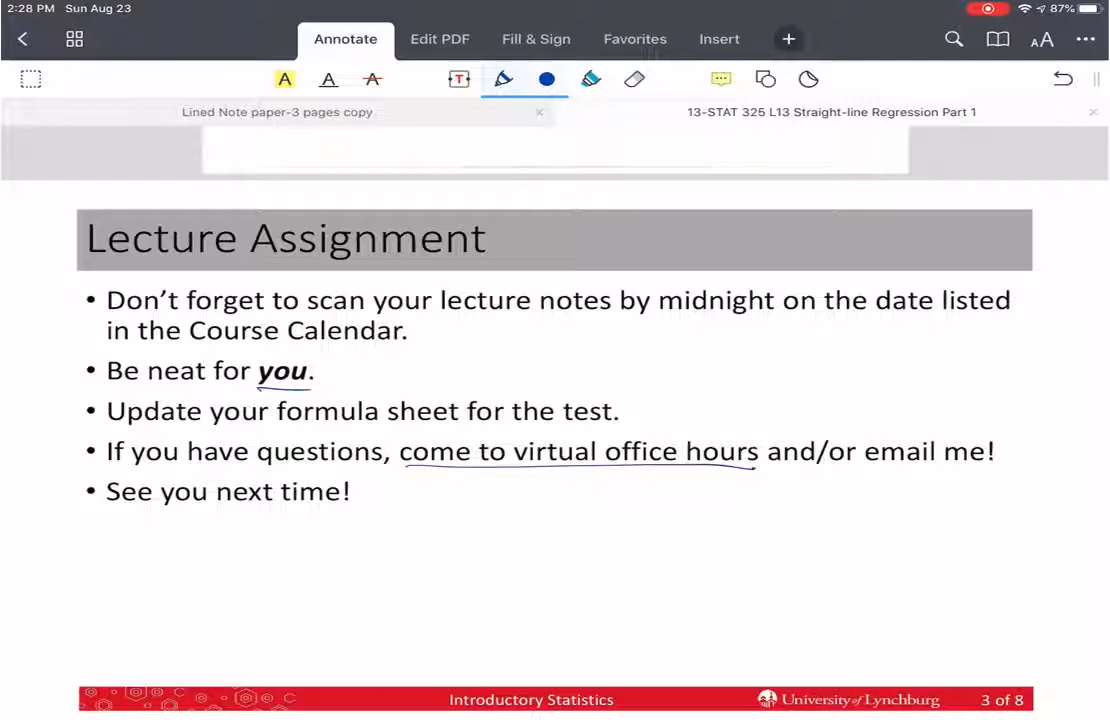 2:28 PM Sun Aug 23 87%
Annotate Edit PDF Fill & Sign Favorites Insert + AA
A A A T
Lined Note paper-3 pages copy × 13-STAT 325 L13 Straight-line Regression Part 1 ×
Lecture Assignment
• Don't forget to scan your lecture notes by midnight on the date listed
in the Course Calendar.
• Be neat for you.
• Update your formula sheet for the test.
• If you have questions, come to virtual office hours and/or email me!
• See you next time!
Introductory Statistics University of Lynchburg 3 of 8